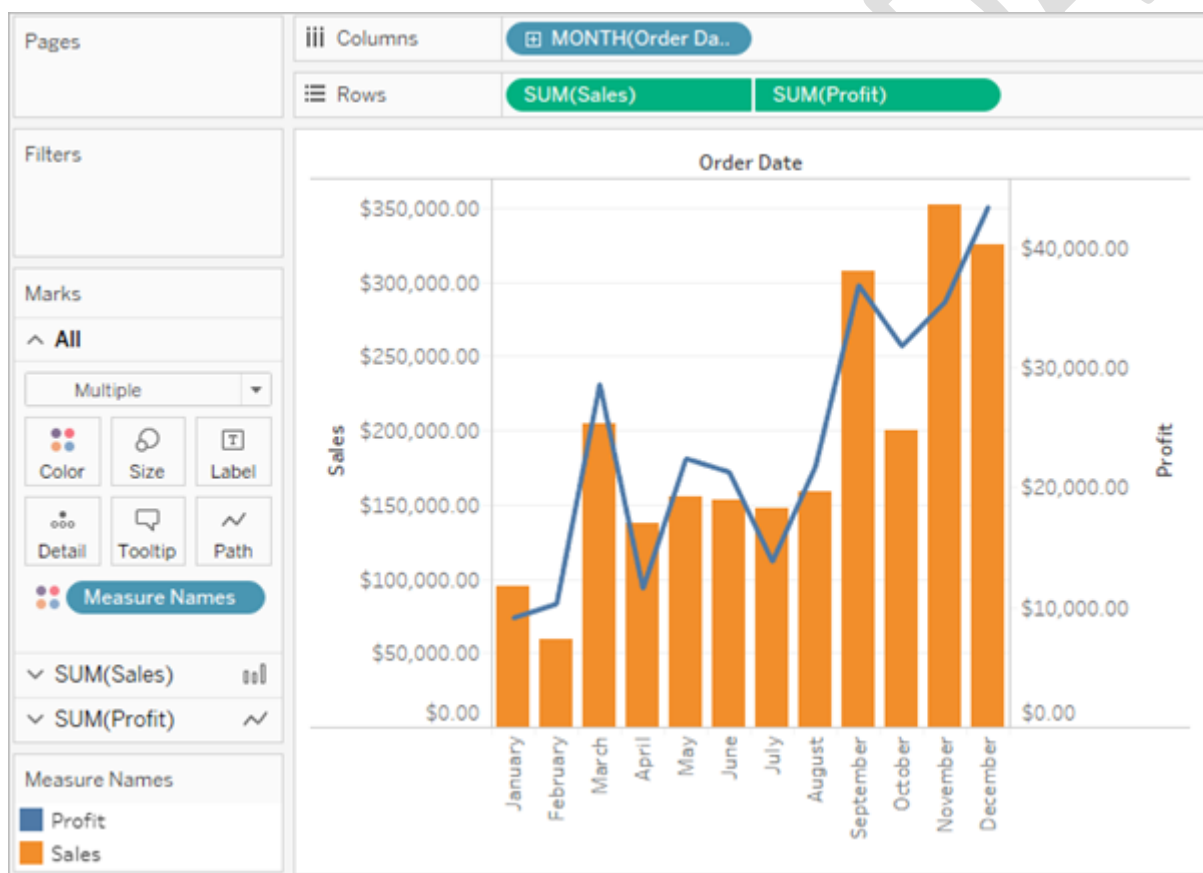 Pages
Columns
MONTH(Order Da..
Rows
SUM(Sales)
SUM(Profit)
Filters
Marks
All
Multiple
Color
Size
Label
Detail
Tooltip
Path
Measure Names
SUM(Sales)
SUM(Profit)
Measure Names
Profit
Sales
Order Date
Sales
$350,000.00
$300,000.00
$250,000.00
$200,000.00
$150,000.00
$100,000.00
$50,000.00
$0.00
$40,000.00
$30,000.00
$20,000.00
$10,000.00
$0.00
Profit
January
February
March
April
May
June
July
August
September
October
November
December